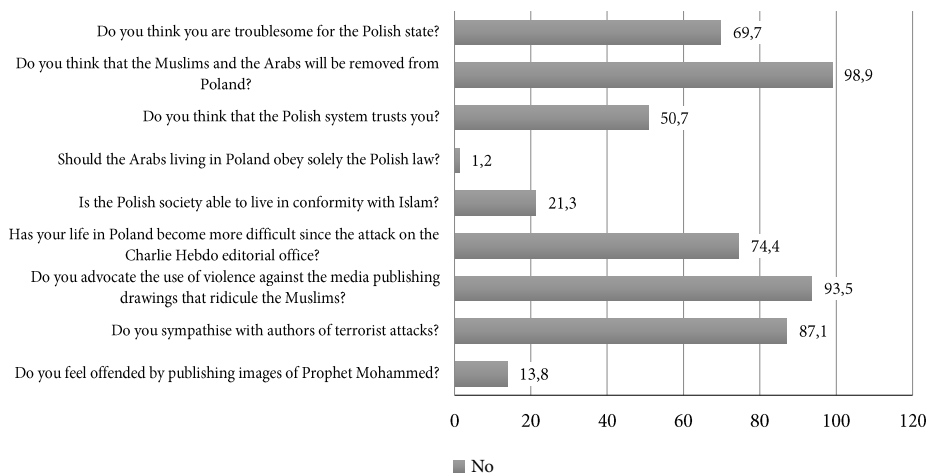 Do you think you are troublesome for the Polish state?
69,7
Do you think that the Muslims and the Arabs will be removed from
Poland?
98,9
Do you think that the Polish system trusts you?
50,7
Should the Arabs living in Poland obey solely the Polish law?
1,2
Is the Polish society able to live in conformity with Islam?
21,3
Has your life in Poland become more difficult since the attack on the
Charlie Hebdo editorial office?
74,4
Do you advocate the use of violence against the media publishing
drawings that ridicule the Muslims?
93,5
Do you sympathise with authors of terrorist attacks?
87,1
Do you feel offended by publishing images of Prophet Mohammed?
13,8
0 20 40 60 80 100 120
No